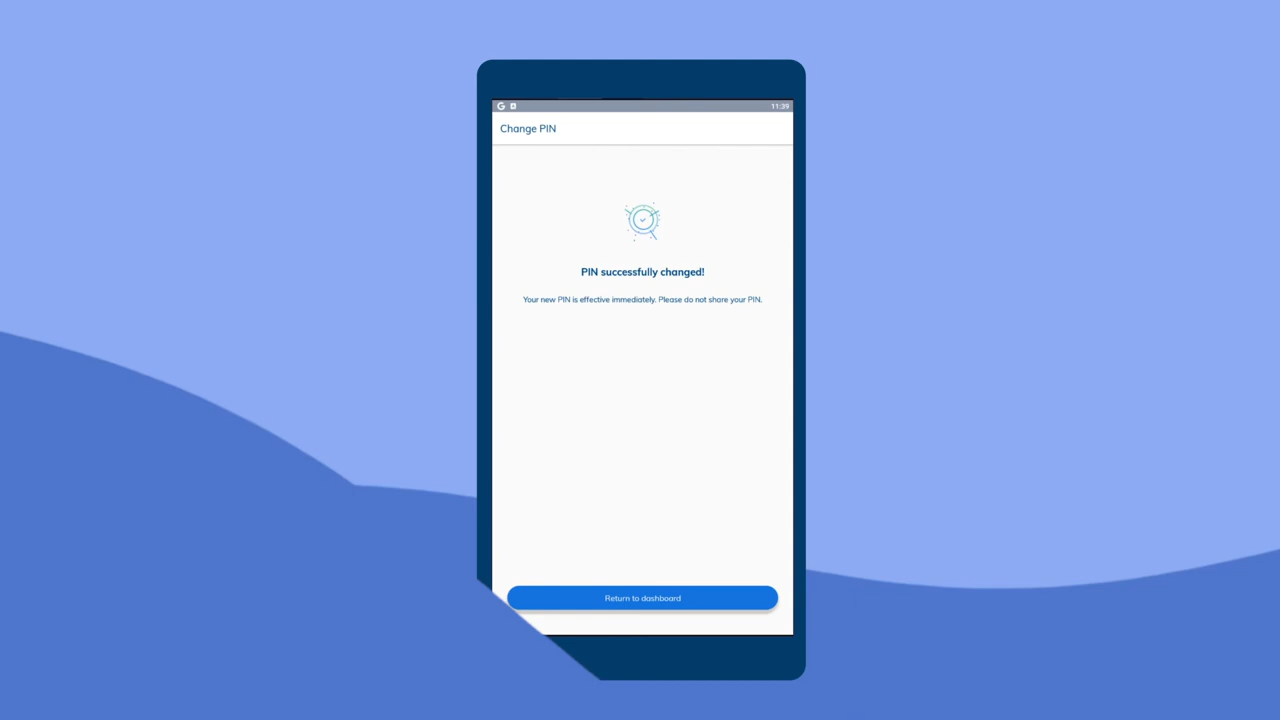 11:39
Change PIN
PIN successfully changed!
Your new PIN is effective immediately. Please do not share your PIN.
Return to dashboard